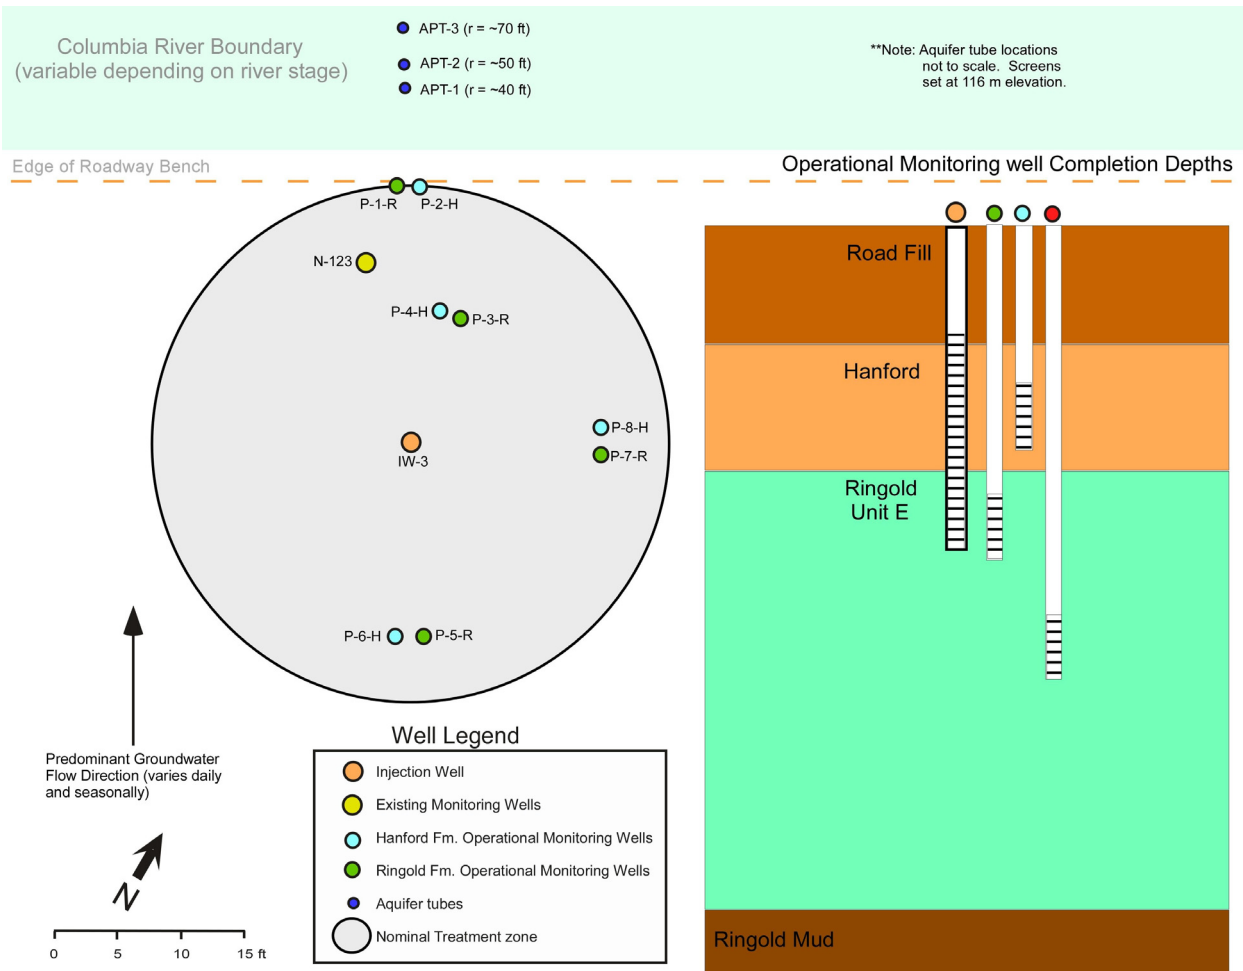 Columbia River Boundary
(variable depending on river stage)
APT-3 (r = ~70 ft)
APT-2 (r = ~50 ft)
APT-1 (r = ~40 ft)
**Note: Aquifer tube locations
not to scale. Screens
set at 116 m elevation.
Edge of Roadway Bench
Operational Monitoring well Completion Depths
P-1-R
P-2-H
N-123
P-4-H
P-3-R
P-8-H
P-7-R
IW-3
P-6-H
P-5-R
Road Fill
Hanford
Ringold
Unit E
Ringold Mud
Predominant Groundwater
Flow Direction (varies daily
and seasonally)
N
0 5 10 15 ft
Well Legend
Injection Well
Existing Monitoring Wells
Hanford Fm. Operational Monitoring Wells
Ringold Fm. Operational Monitoring Wells
Aquifer tubes
Nominal Treatment zone